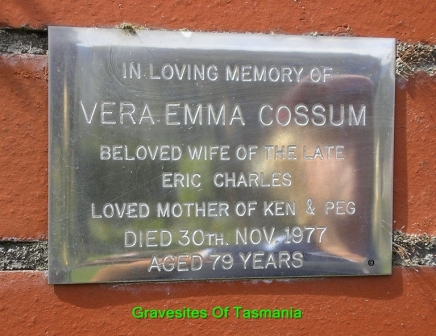 IN LOVING MEMORY OF
VERA EMMA COSSUM
BELOVED WIFE OF THE LATE
ERIC CHARLES
LOVED MOTHER OF KEN & PEG
DIED 30TH. NOV. 1977
AGED 79 YEARS
Gravesites Of Tasmania